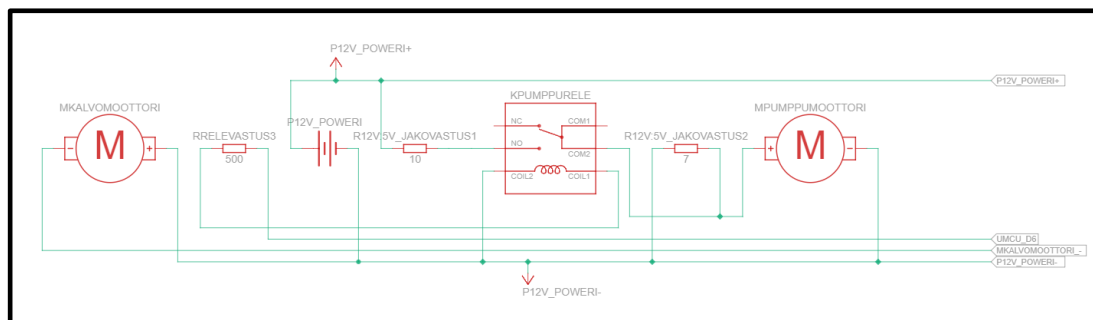 P12V_POWERI+
P12V_POWERI+
MKALVOMOOTTORI
KPUMPPURELE
MPUMPPUMOOTTORI
RRELEVASTUS3
P12V_POWERI
R12V:5V_JAKOVASTUS1
R12V:5V_JAKOVASTUS2
NC
COM1
- M +
500
10
NO
COM2
7
+ M -
COIL2
COIL1
UMCU_D6
MKALVOMOOTTORI_-
P12V_POWERI-
P12V_POWERI-